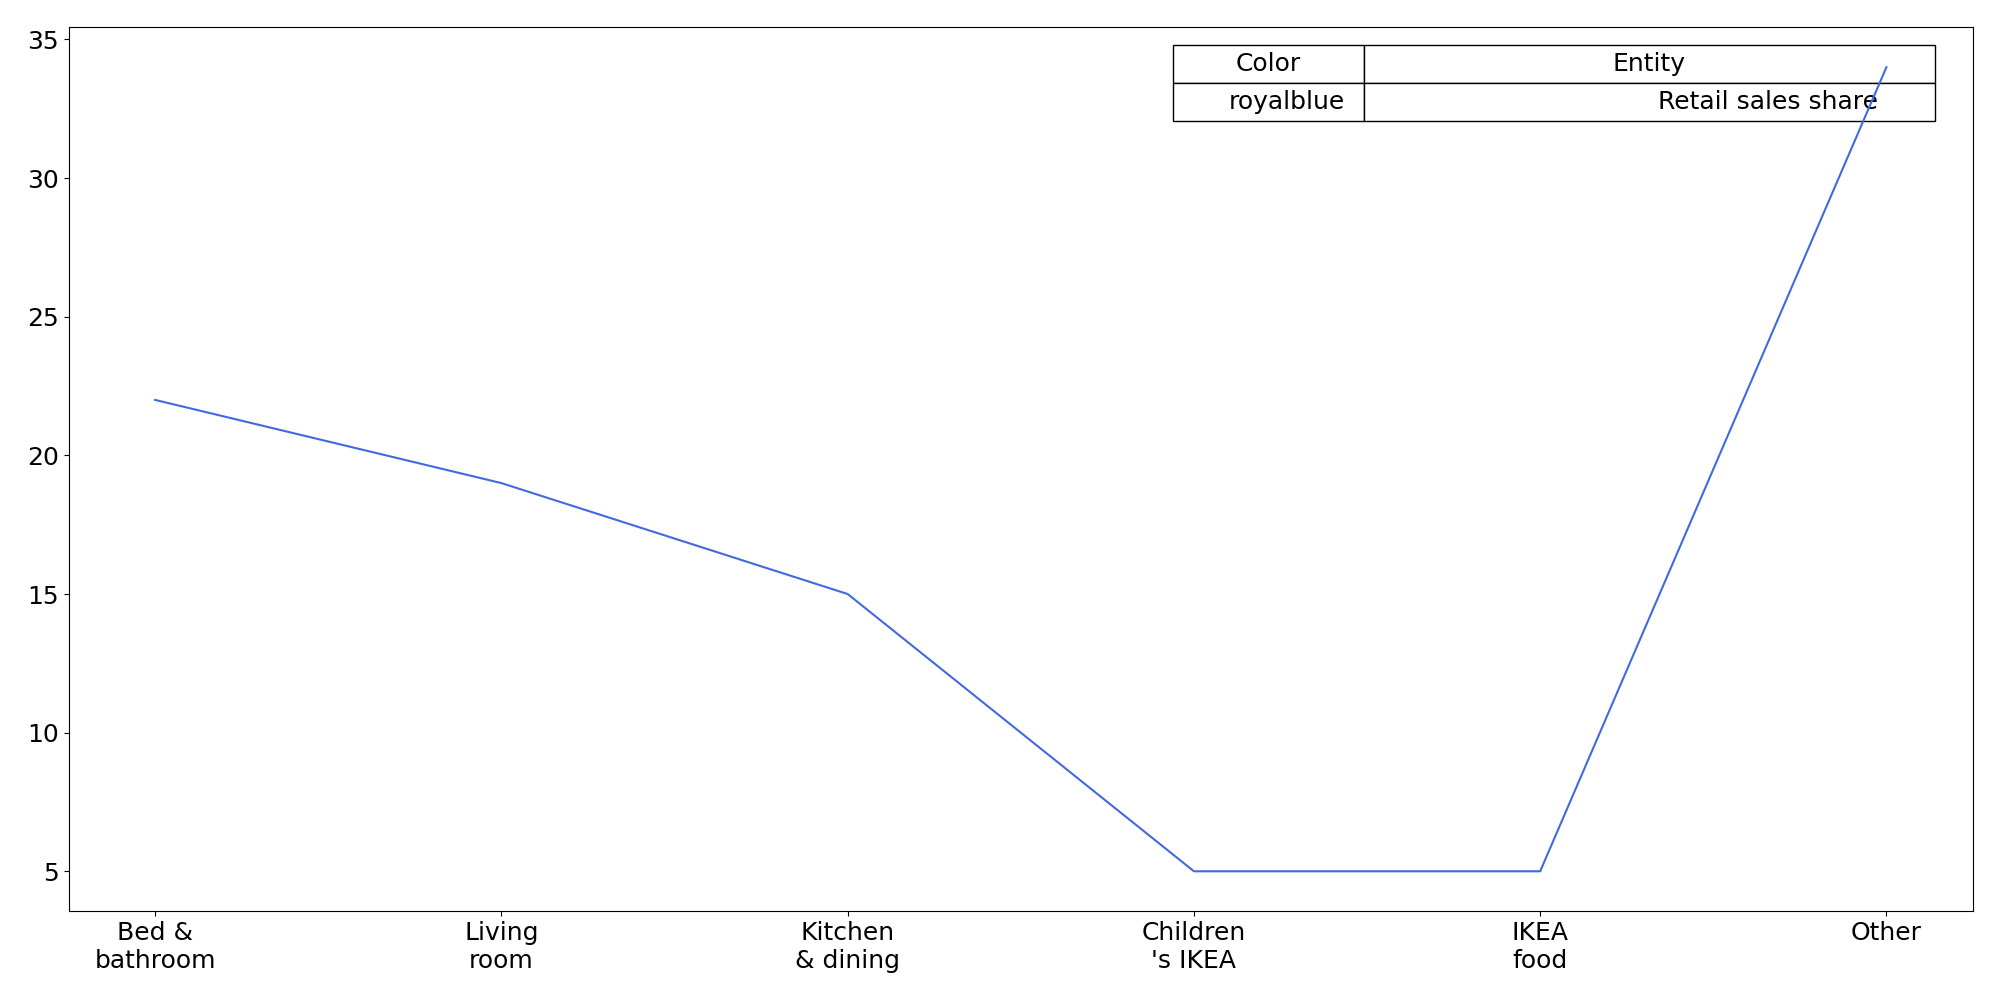 35
30
25
20
15
10
5
Color Entity
royalblue Retail sales share
Bed &
bathroom
Living
room
Kitchen
& dining
Children
's IKEA
IKEA
food
Other